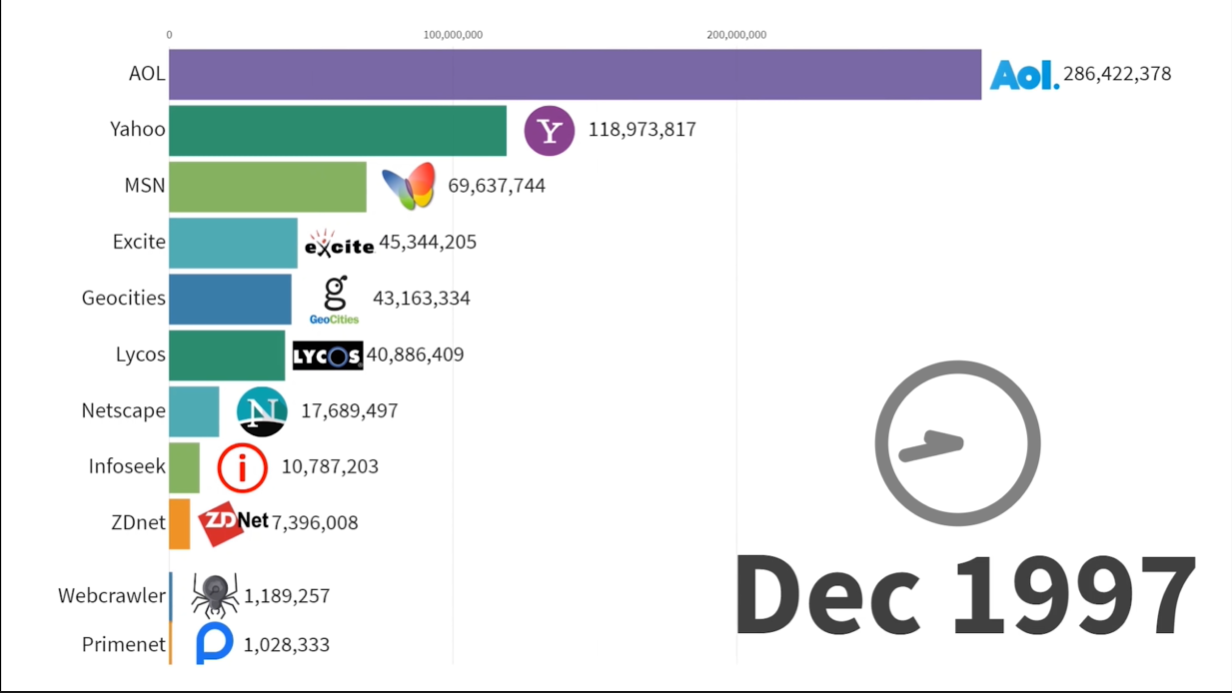 0 100,000,000 200,000,000
AOL Aol. 286,422,378
Yahoo Y 118,973,817
MSN 69,637,744
Excite excite 45,344,205
Geocities g GeoCities 43,163,334
Lycos LYCOS 40,886,409
Netscape N 17,689,497
Infoseek i 10,787,203
ZDnet ZDNet 7,396,008
Webcrawler 1,189,257
Primenet P 1,028,333
Dec 1997